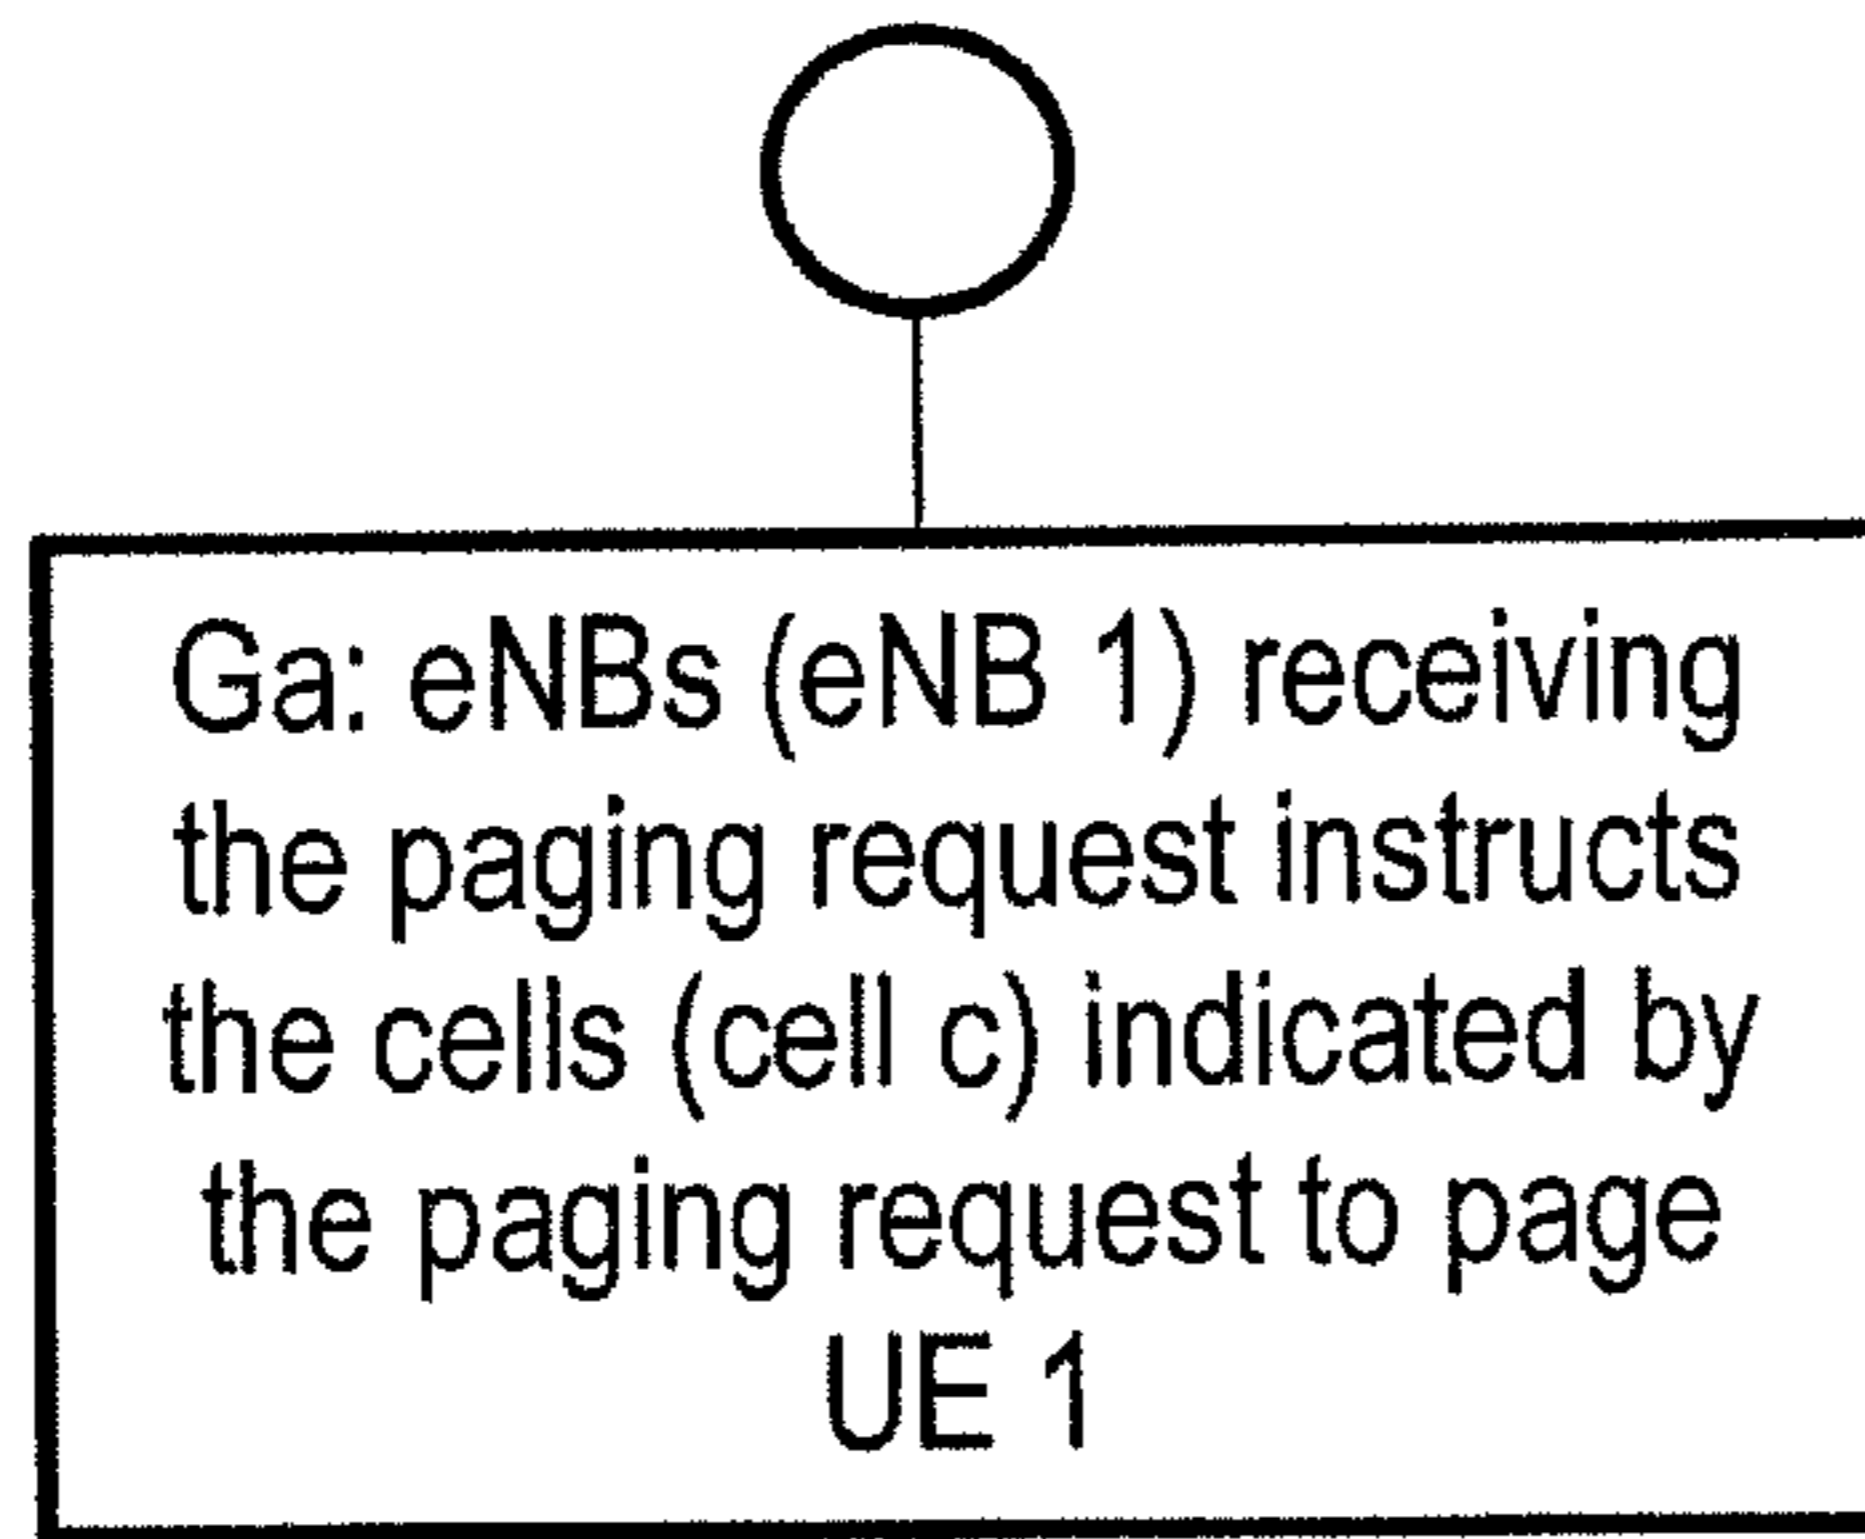 Ga: eNBs (eNB 1) receiving
the paging request instructs
the cells (cell c) indicated by
the paging request to page
UE 1